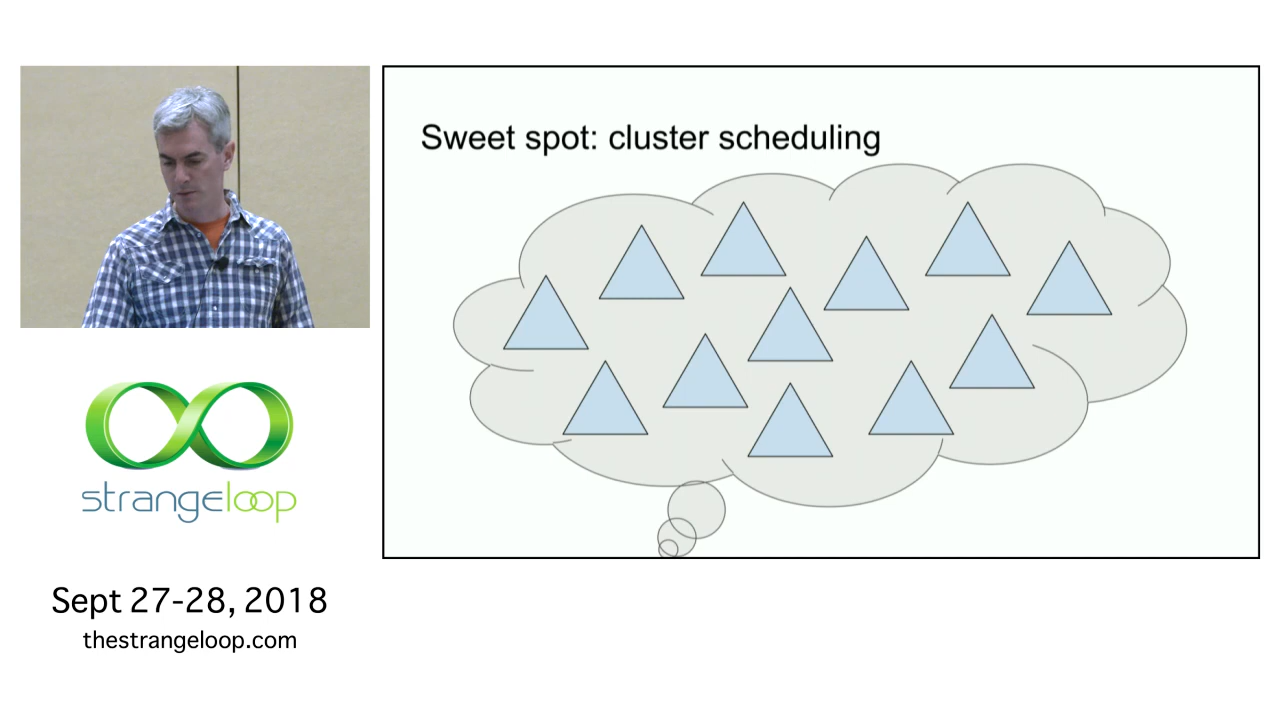 Sweet spot: cluster scheduling
strangeloop
Sept 27-28, 2018
thestrangeloop.com